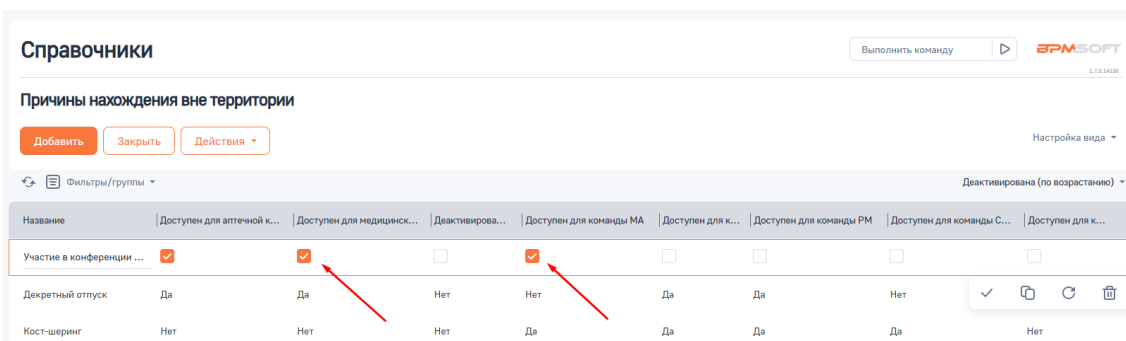 Справочники
Выполнить команду
BPMSOFT
1.7.0.14106
Причины нахождения вне территории
Добавить Закрыть Действия
Настройка вида
Фильтры/группы
Деактивирована (по возрастанию)
Название Доступен для аптечной к... Доступен для медицинск... Деактивирова... Доступен для команды МА Доступен для к... Доступен для команды РМ Доступен для команды С... Доступен для к...
Участие в конференции ...
Декретный отпуск Да Да Нет Нет Да Да Нет
Кост-шеринг Нет Нет Нет Да Да Да Да Нет